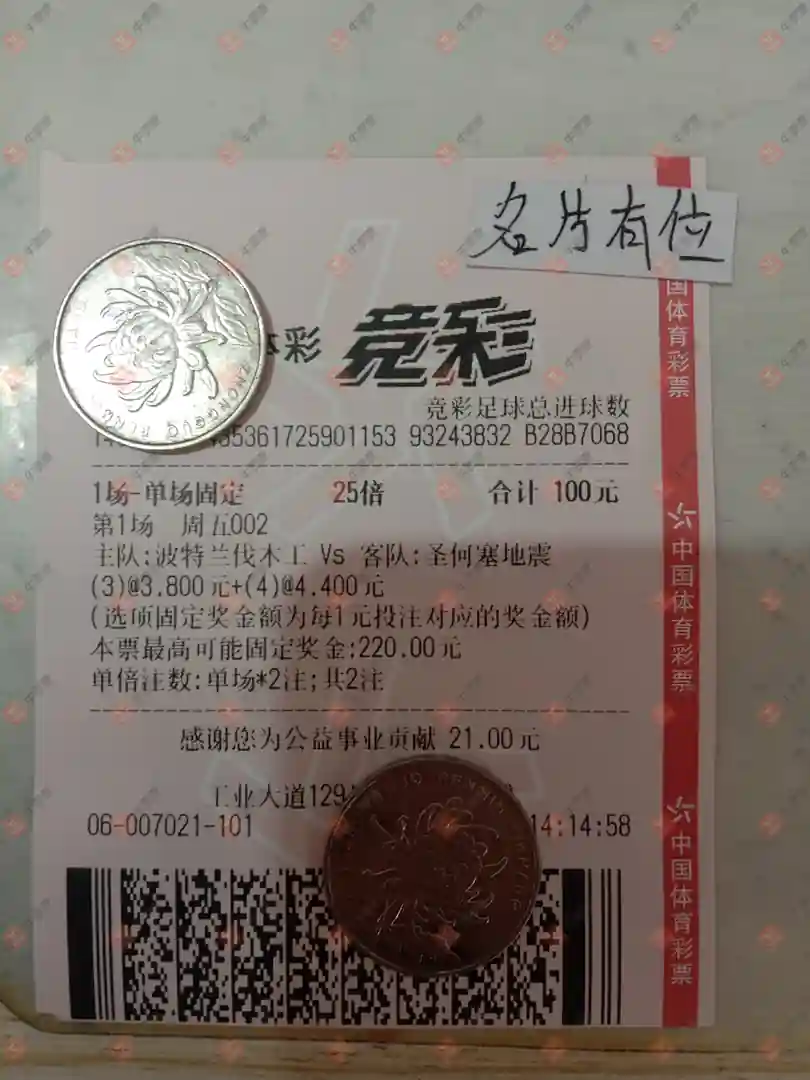 名片有位
彩 竞彩
竞彩足球总进球数
5361725901153 93243832 B28B7068
1场-单场固定 25倍 合计 100元
第1场 周五002
主队:波特兰伐木工 Vs 客队:圣何塞地震
(3)@3.800元+(4)@4.400元
(选项固定奖金额为每1元投注对应的奖金额)
本票最高可能固定奖金:220.00元
单倍注数:单场*2注;共2注
感谢您为公益事业贡献 21.00元
工业大道129
06-007021-101 14:14:58
国体育彩票
中国体育彩票
中国体育彩票